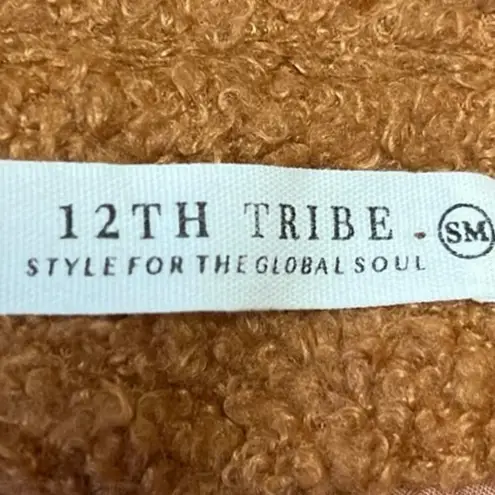 12TH TRIBE. SM
STYLE FOR THE GLOBAL SOUL